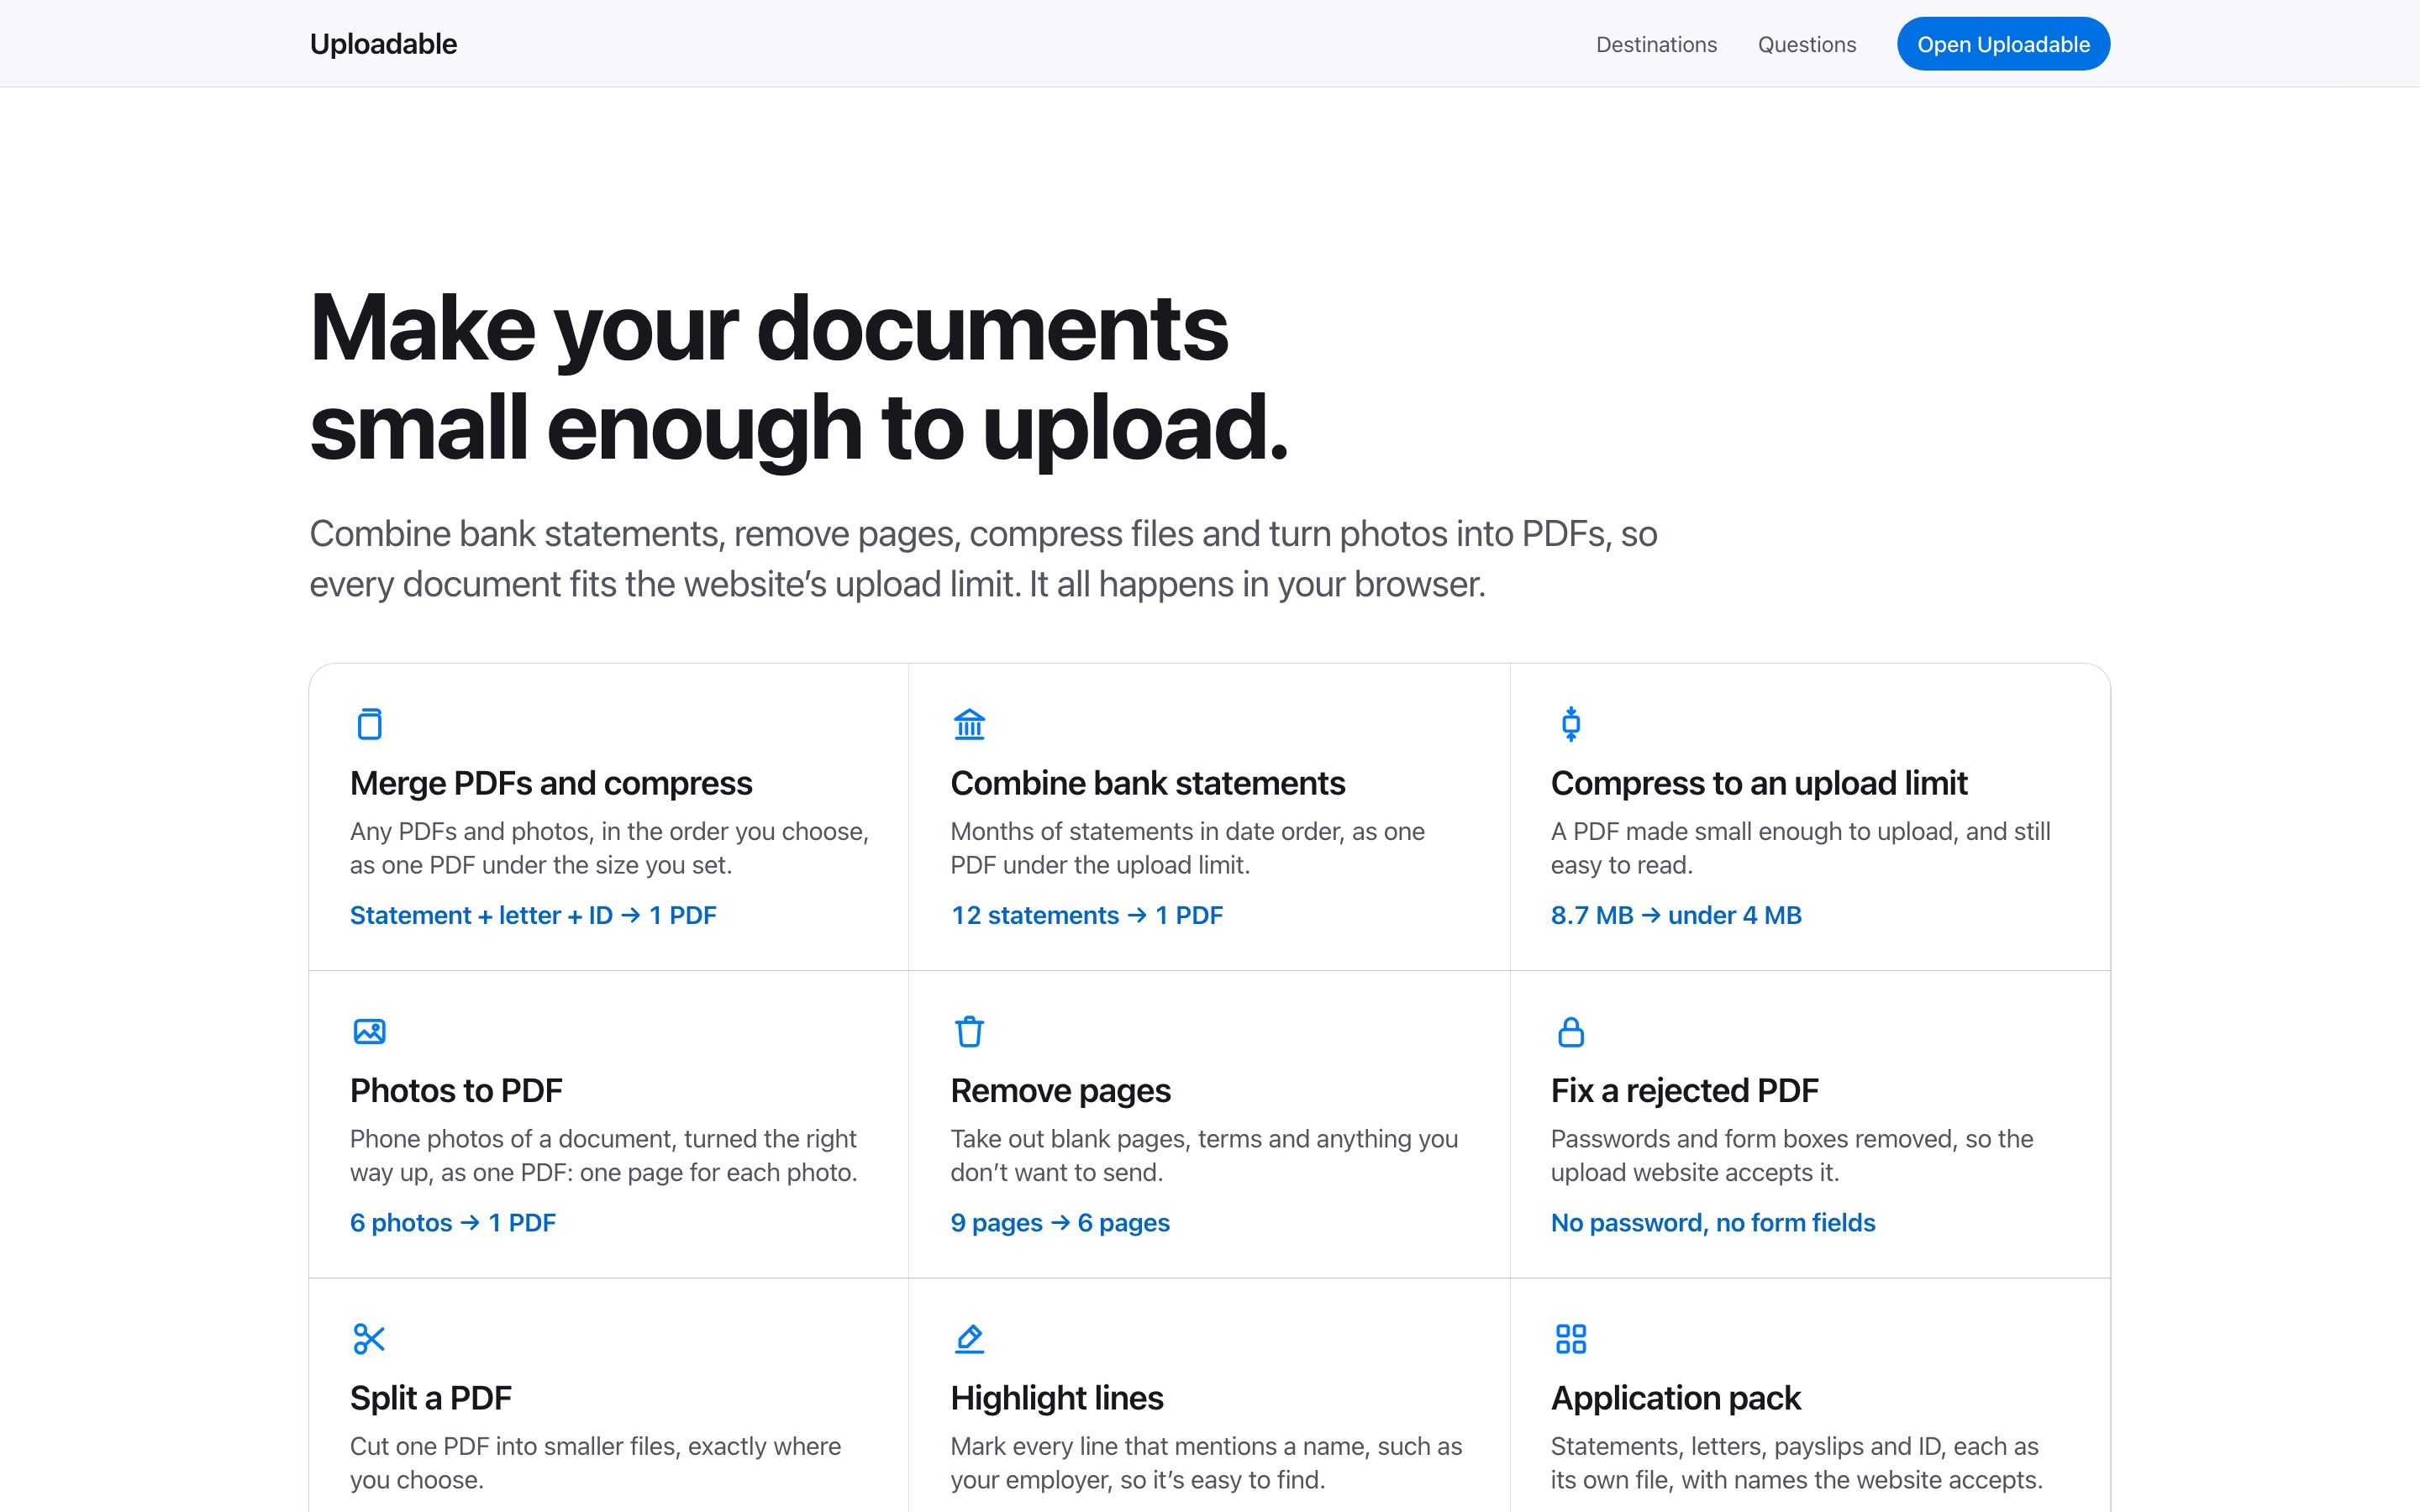 Uploadable
Destinations
Questions
Open Uploadable
Make your documents
small enough to upload.
Combine bank statements, remove pages, compress files and turn photos into PDFs, so
every document fits the website’s upload limit. It all happens in your browser.
Merge PDFs and compress
Any PDFs and photos, in the order you choose,
as one PDF under the size you set.
Statement + letter + ID → 1 PDF
Combine bank statements
Months of statements in date order, as one
PDF under the upload limit.
12 statements → 1 PDF
Compress to an upload limit
A PDF made small enough to upload, and still
easy to read.
8.7 MB → under 4 MB
Photos to PDF
Phone photos of a document, turned the right
way up, as one PDF: one page for each photo.
6 photos → 1 PDF
Remove pages
Take out blank pages, terms and anything you
don’t want to send.
9 pages → 6 pages
Fix a rejected PDF
Passwords and form boxes removed, so the
upload website accepts it.
No password, no form fields
Split a PDF
Cut one PDF into smaller files, exactly where
you choose.
Highlight lines
Mark every line that mentions a name, such as
your employer, so it’s easy to find.
Application pack
Statements, letters, payslips and ID, each as
its own file, with names the website accepts.